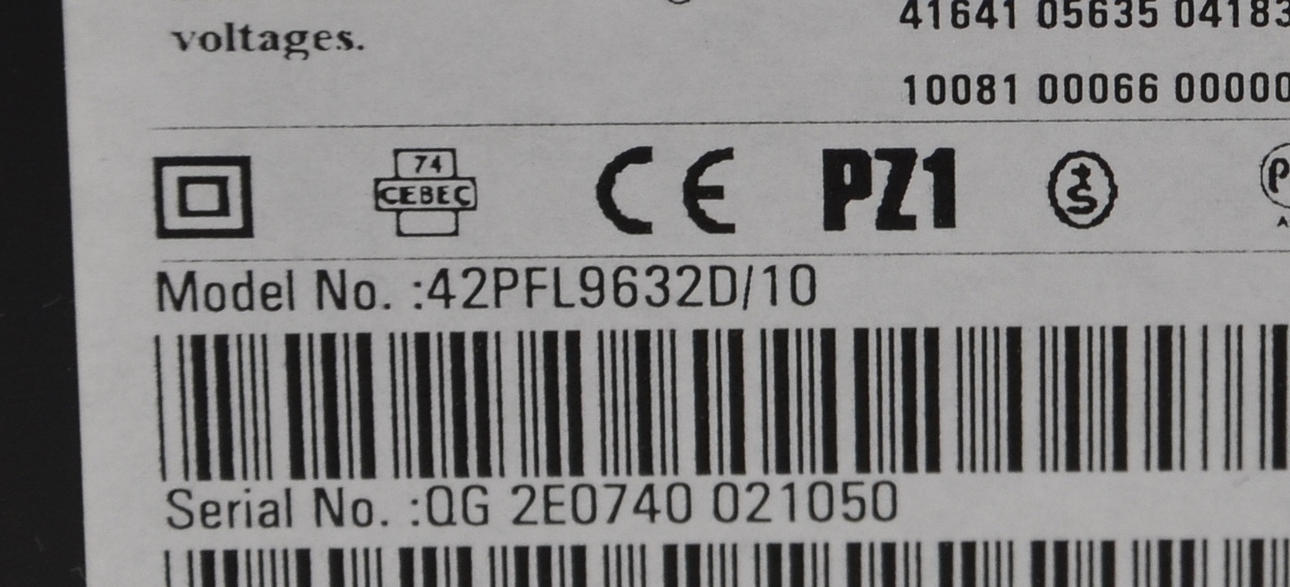 41641 05635 04183
voltages.
10081 00066 00000
74
CEBEC
CE PZ1 S
Model No. :42PFL9632D/10
Serial No. :QG 2E0740 021050